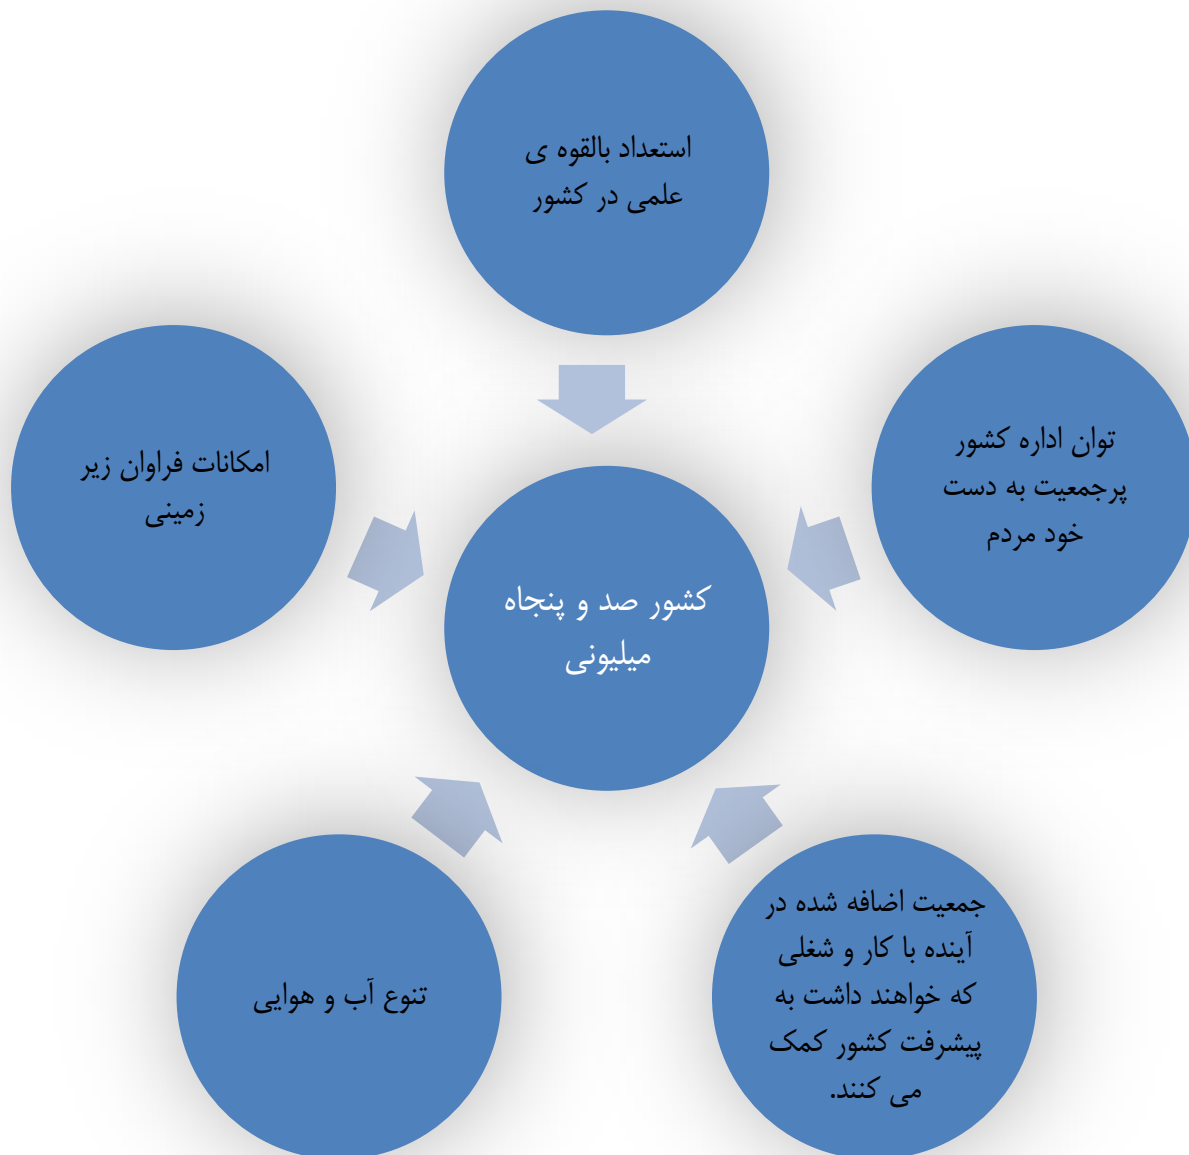 استعداد بالقوه ی
علمی در کشور
توان اداره کشور
پرجمعیت به دست
خود مردم
امکانات فراوان زیر
زمینی
کشور صد و پنجاه
میلیونی
جمعیت اضافه شده در
آینده با کار و شغلی
که خواهند داشت به
پیشرفت کشور کمک
می کنند.
تنوع آب و هوایی